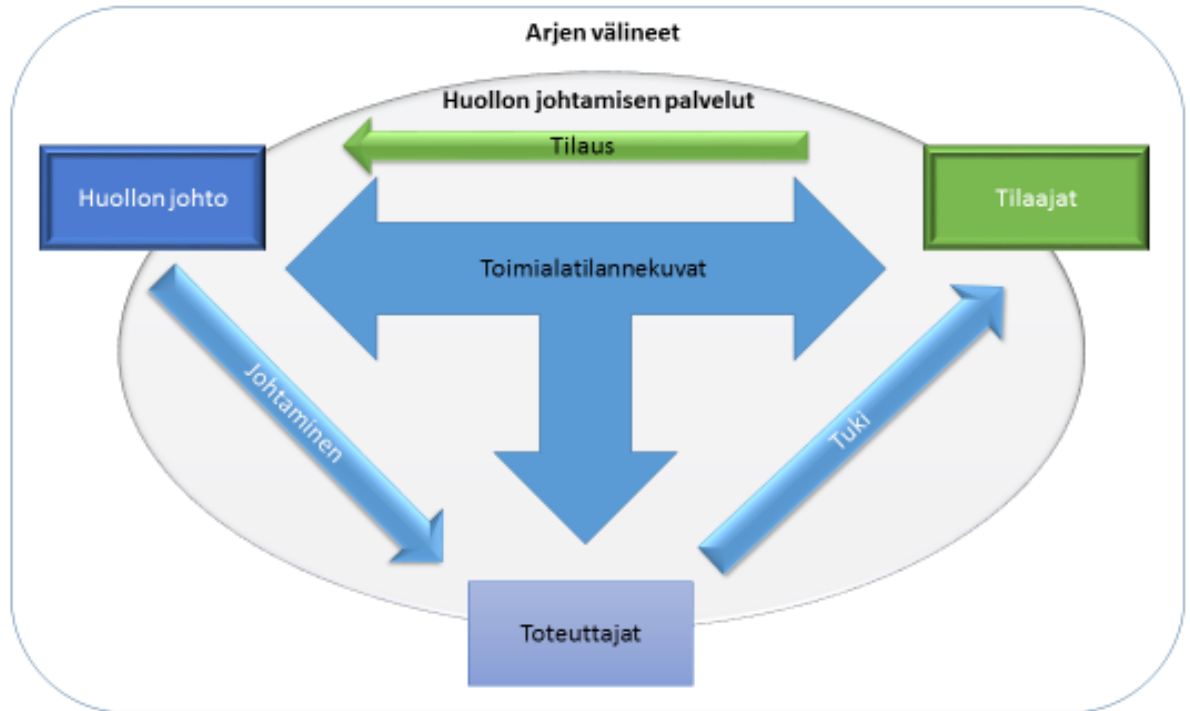 Arjen välineet
Huollon johtamisen palvelut
Tilaus
Huollon johto
Tilaajat
Toimialatilannekuvat
Johtaminen
Tuki
Toteuttajat